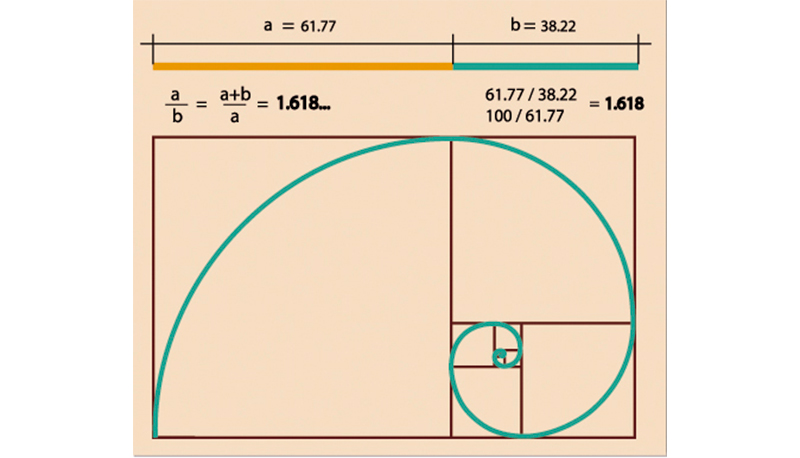 a = 61.77
b = 38.22
a/b = a+b/a = 1.618...
61.77 / 38.22
100 / 61.77 = 1.618